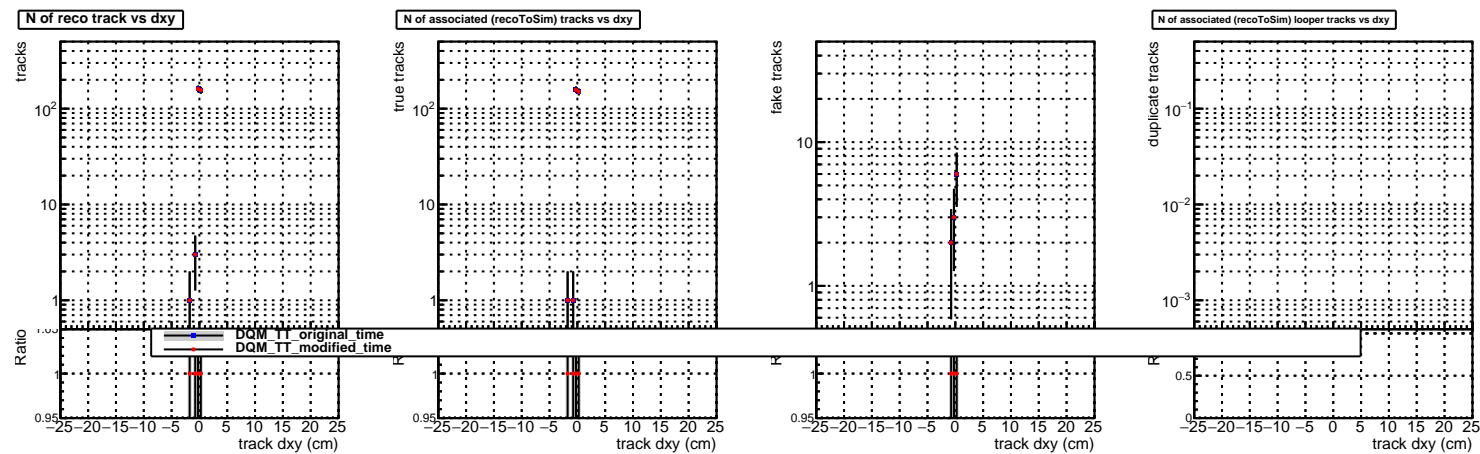 N of reco track vs dxy
N of associated (recoToSim) tracks vs dxy
N of associated (recoToSim) looper tracks vs dxy
tracks
10²
10
1
true tracks
10²
10
1
fake tracks
10
1
duplicate tracks
10⁻¹
10⁻²
10⁻³
DQM_TT_original_time
DQM_TT_modified_time
Ratio
1
0.95
1
0.95
1
0.95
0.5
0
−25−20−15−10 −5 0 5 10 15 20 25
track dxy (cm)
−25−20−15−10 −5 0 5 10 15 20 25
track dxy (cm)
−25−20−15−10 −5 0 5 10 15 20 25
track dxy (cm)
−25−20−15−10 −5 0 5 10 15 20 25
track dxy (cm)